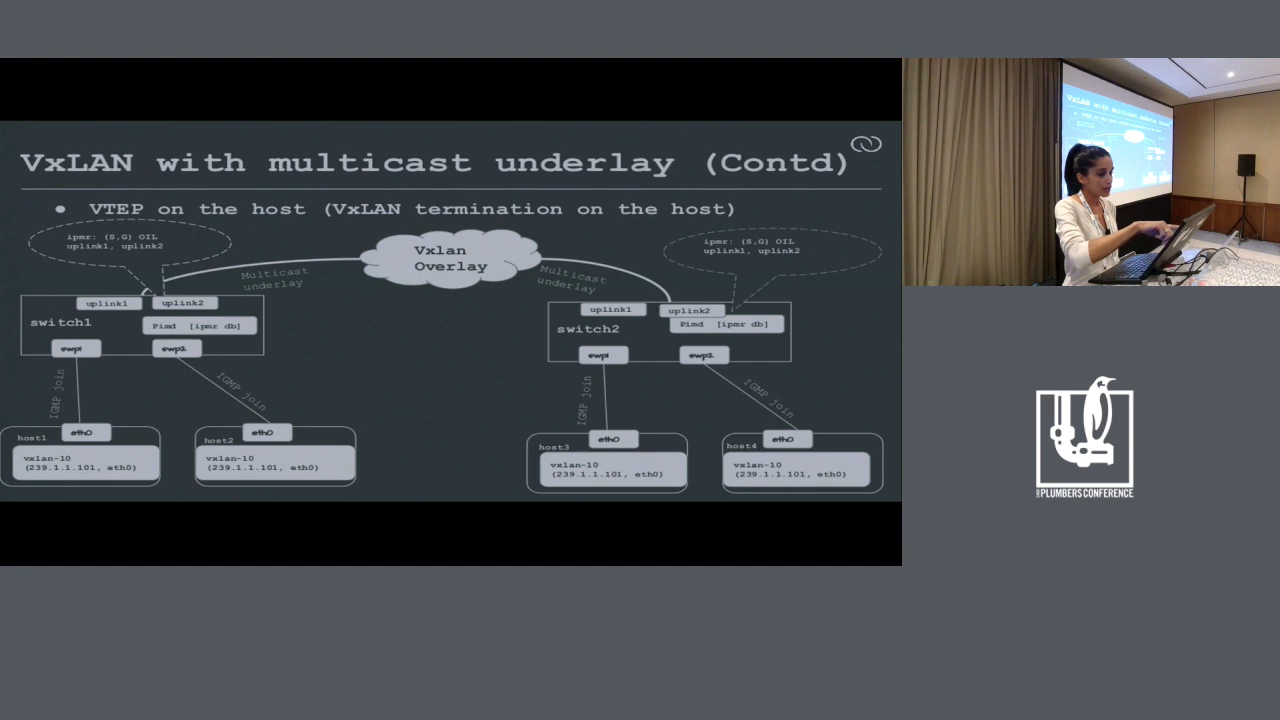 VxLAN with multicast underlay (Contd)
● VTEP on the host (VxLAN termination on the host)
ipmr: (S,G) OIL
uplink1, uplink2
ipmr: (S,G) OIL
uplink1, uplink2
Vxlan
Overlay
Multicast
underlay
Multicast
underlay
uplink1
uplink2
switch1
Pimd [ipmr db]
swp1
swp2
uplink1
uplink2
switch2
Pimd [ipmr db]
swp1
swp2
IGMP join
IGMP join
IGMP join
IGMP join
host1
eth0
vxlan-10
(239.1.1.101, eth0)
host2
eth0
vxlan-10
(239.1.1.101, eth0)
host3
eth0
vxlan-10
(239.1.1.101, eth0)
host4
eth0
vxlan-10
(239.1.1.101, eth0)
VxLAN with multicast underlay
PLUMBERS CONFERENCE